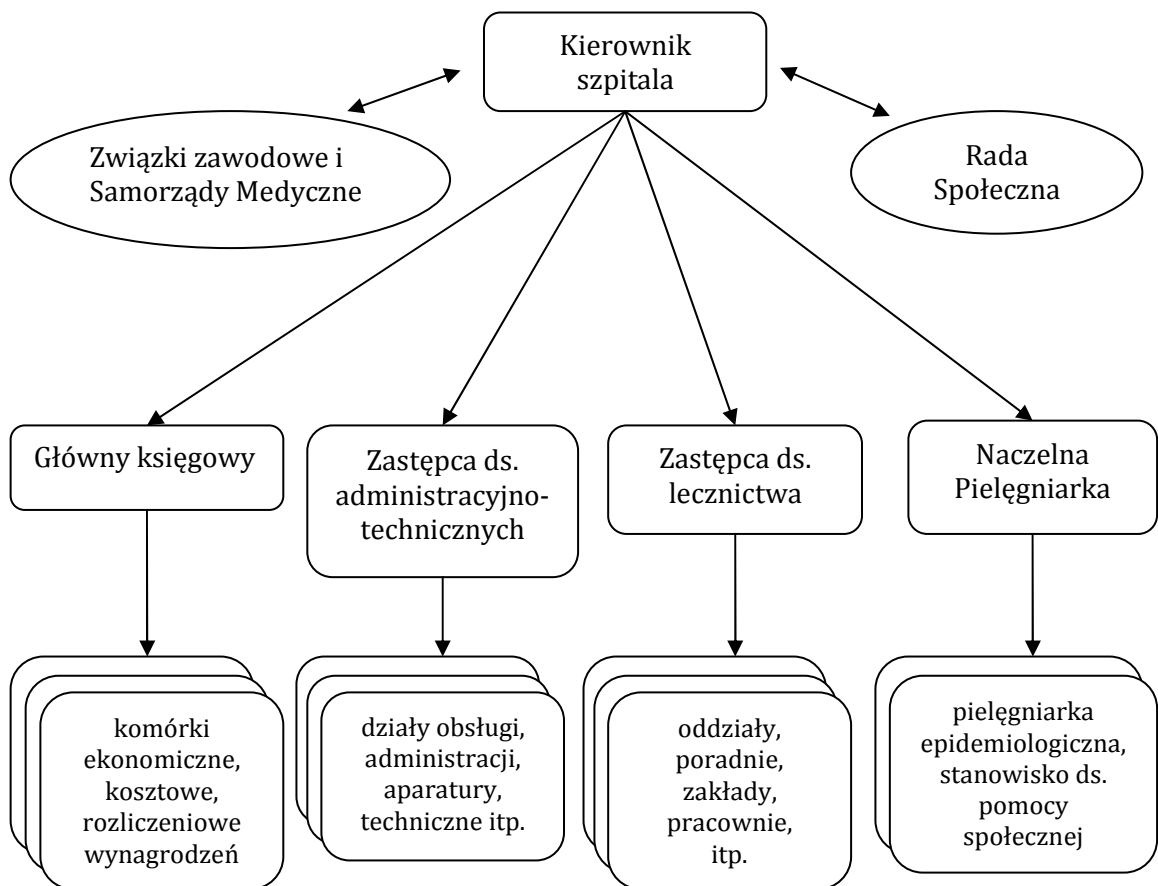 Kierownik
szpitala
Związki zawodowe i
Samorządy Medyczne
Rada
Społeczna
Główny księgowy
Zastępca ds.
administracyjno-
technicznych
Zastępca ds.
lecznictwa
Naczelna
Pielęgniarka
komórki
ekonomiczne,
kosztowe,
rozliczeniowe
wynagrodzeń
działy obsługi,
administracji,
aparatury,
techniczne itp.
oddziały,
poradnie,
zakłady,
pracownie,
itp.
pielęgniarka
epidemiologiczna,
stanowisko ds.
pomocy
społecznej